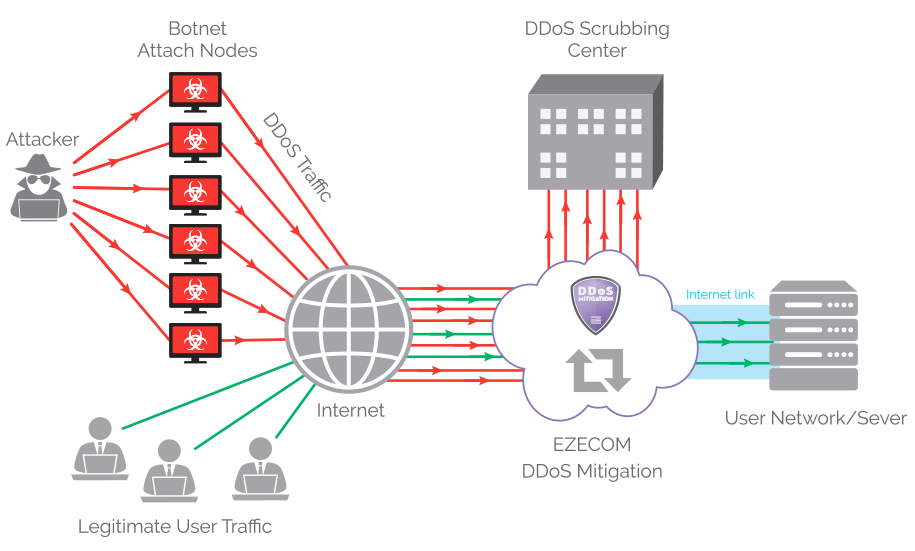 Botnet
Attach Nodes
DDoS Scrubbing
Center
Attacker
DDoS Traffic
DDoS
MITIGATION
Internet link
Internet
User Network/Sever
EZECOM
DDoS Mitigation
Legitimate User Traffic